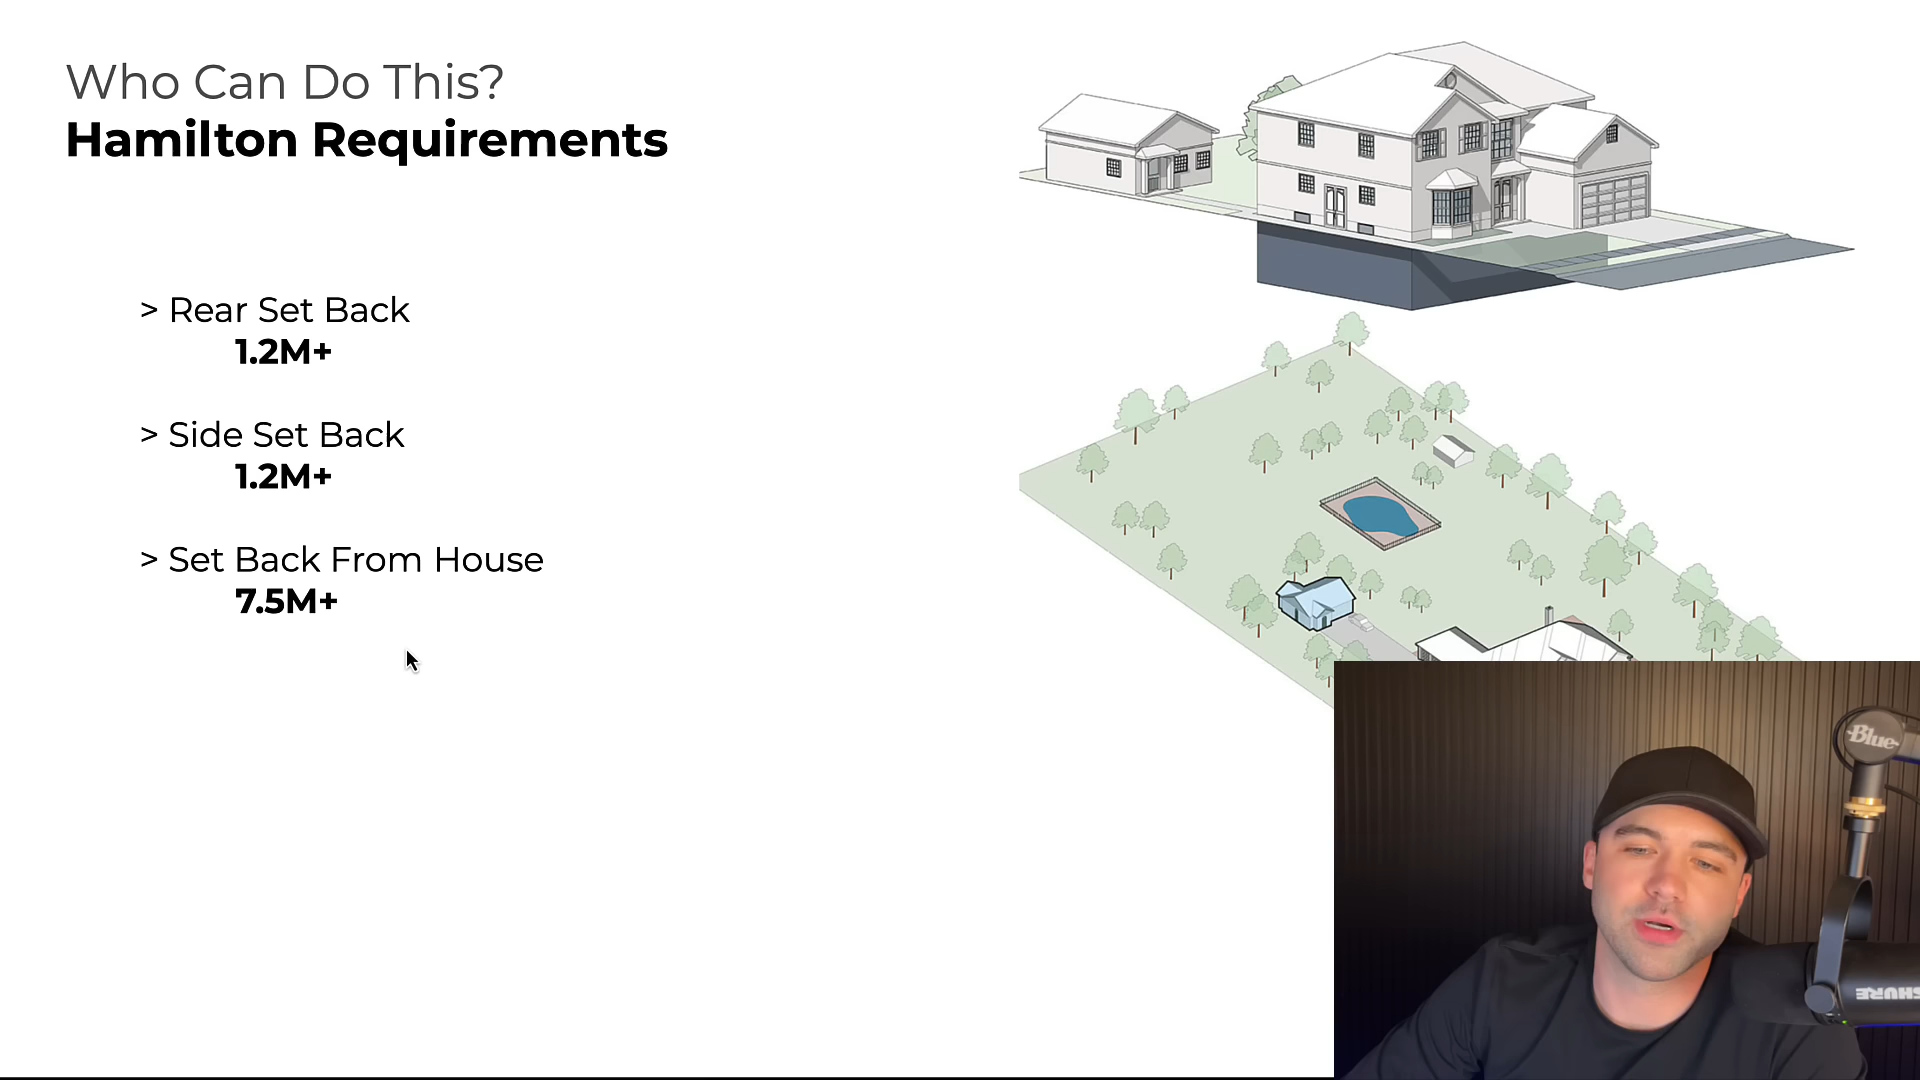 Who Can Do This?
Hamilton Requirements
> Rear Set Back
1.2M+
> Side Set Back
1.2M+
> Set Back From House
7.5M+
Blue
SHURE